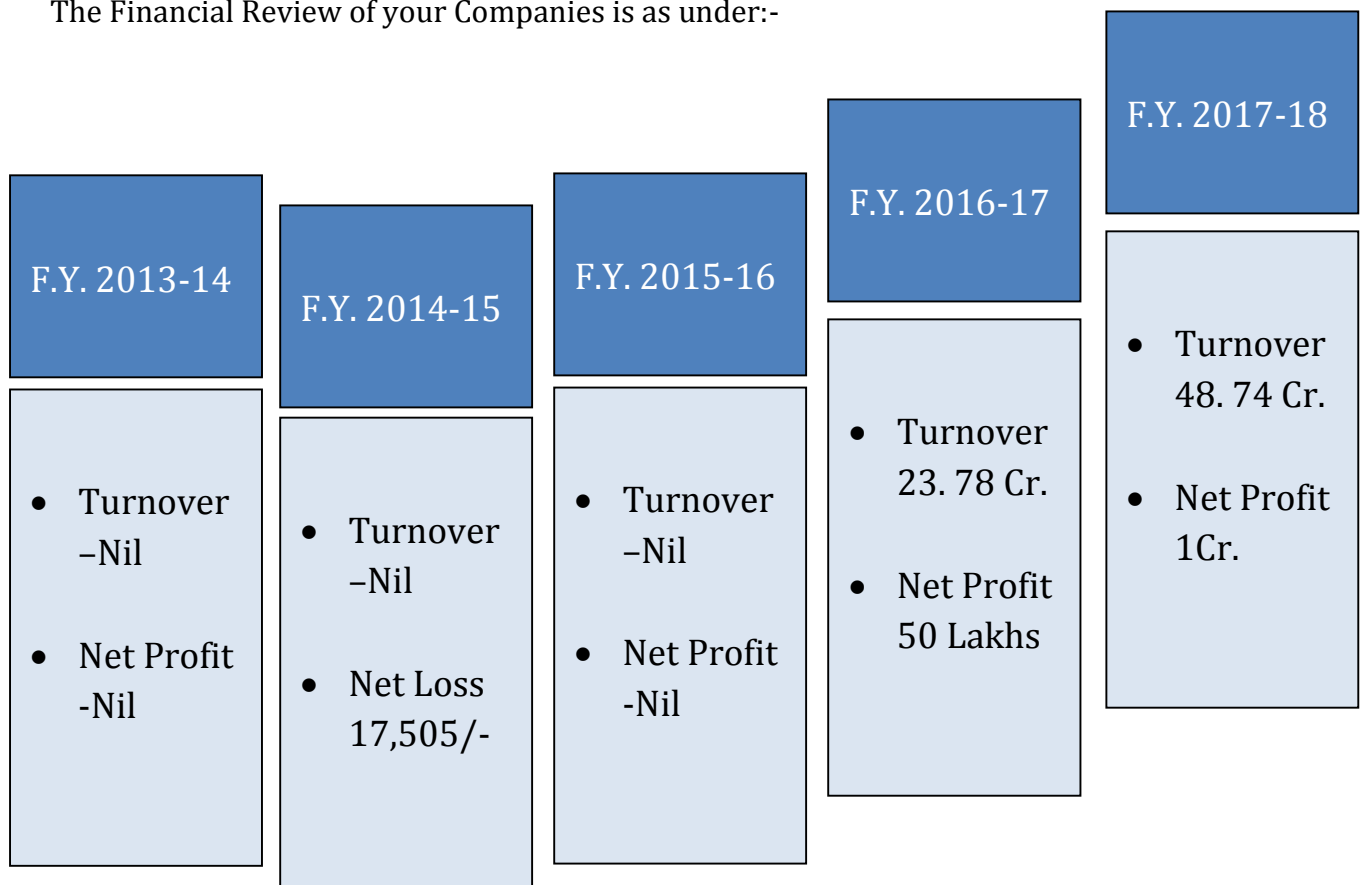 The Financial Review of your Companies is as under:-
F.Y. 2013-14
• Turnover
–Nil
• Net Profit
-Nil
F.Y. 2014-15
• Turnover
–Nil
• Net Loss
17,505/-
F.Y. 2015-16
• Turnover
–Nil
• Net Profit
-Nil
F.Y. 2016-17
• Turnover
23. 78 Cr.
• Net Profit
50 Lakhs
F.Y. 2017-18
• Turnover
48. 74 Cr.
• Net Profit
1Cr.